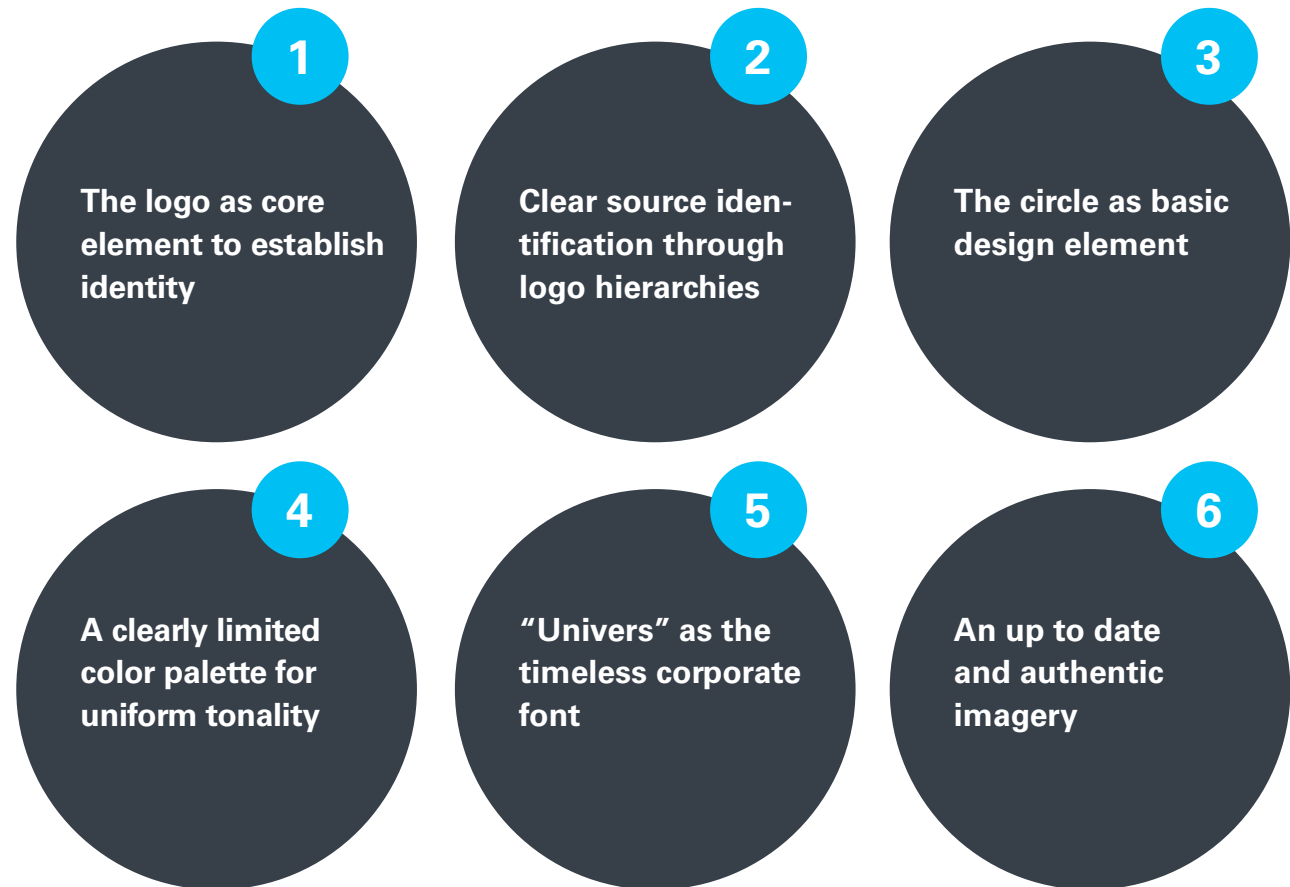 1
The logo as core
element to establish
identity
2
Clear source iden-
tification through
logo hierarchies
3
The circle as basic
design element
4
A clearly limited
color palette for
uniform tonality
5
“Univers” as the
timeless corporate
font
6
An up to date
and authentic
imagery